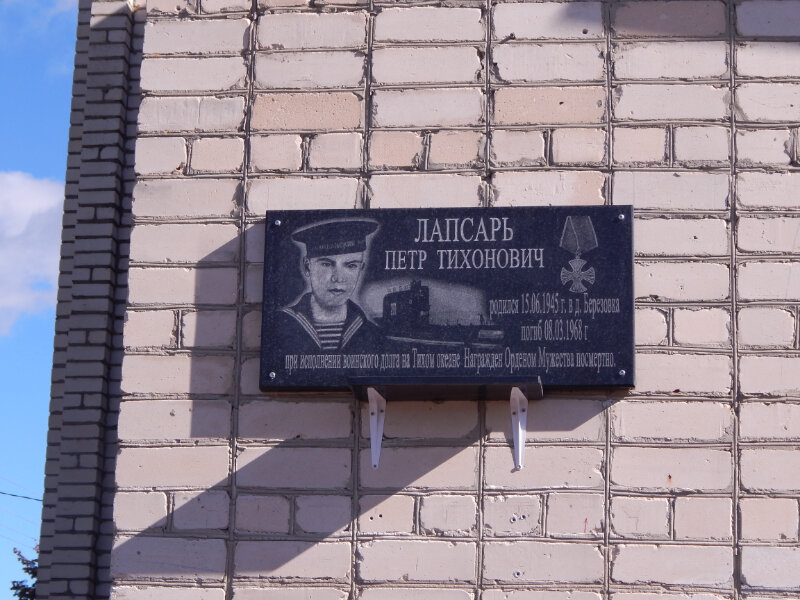 ЛАПСАРЬ
ПЕТР ТИХОНОВИЧ
родился 15.06.1945 г. в д. Березовка
погиб 08.03.1968 г
при исполнении воинского долга на Тихом океане Награжден Орденом Мужества посмертно.